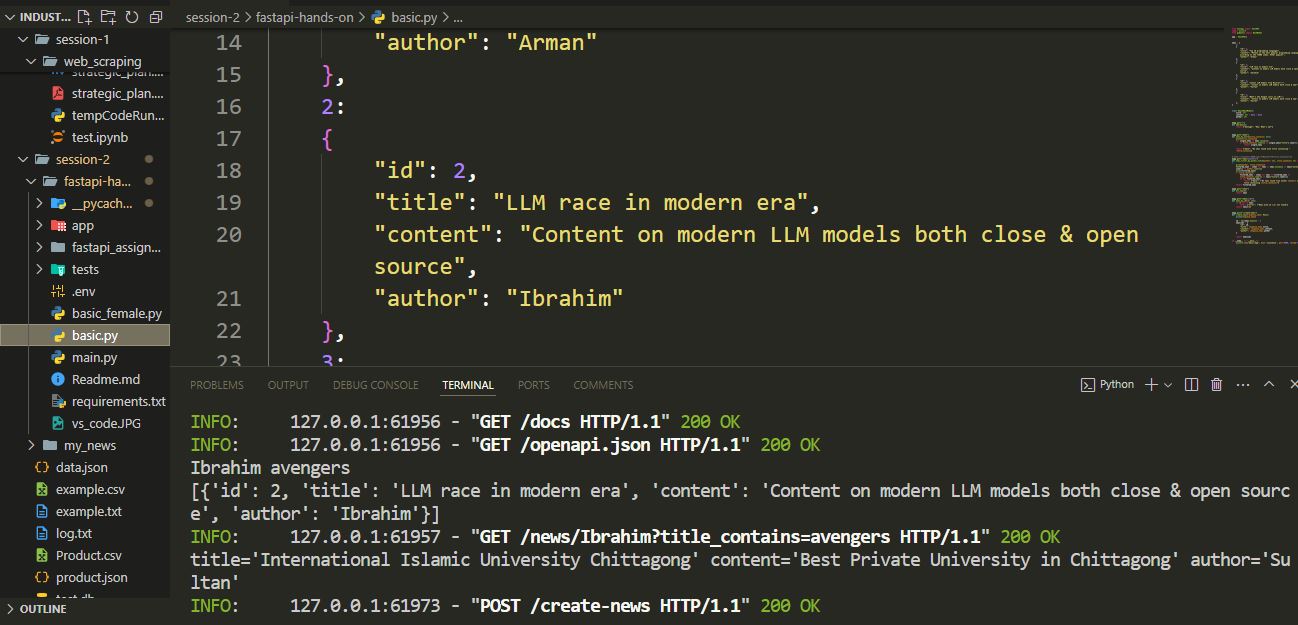 INDUST...
session-2 > fastapi-hands-on > basic.py > ...
session-1
web_scraping
strategic_plan....
strategic_plan....
tempCodeRun...
test.ipynb
session-2
fastapi-ha...
__pycach...
app
fastapi_assign...
tests
.env
basic_female.py
basic.py
main.py
Readme.md
requirements.txt
vs_codeJPG
my_news
data.json
example.csv
example.txt
log.txt
Product.csv
product.json
test.db
OUTLINE
14 "author": "Arman"
15 },
16 2:
17 {
18 "id": 2,
19 "title": "LLM race in modern era",
20 "content": "Content on modern LLM models both close & open
source",
21 "author": "Ibrahim"
22 },
23 3:
PROBLEMS OUTPUT DEBUG CONSOLE TERMINAL PORTS COMMENTS Python
INFO: 127.0.0.1:61956 - "GET /docs HTTP/1.1" 200 OK
INFO: 127.0.0.1:61956 - "GET /openapi.json HTTP/1.1" 200 OK
Ibrahim avengers
[{'id': 2, 'title': 'LLM race in modern era', 'content': 'Content on modern LLM models both close & open sourc
e', 'author': 'Ibrahim'}]
INFO: 127.0.0.1:61957 - "GET /news/Ibrahim?title_contains=avengers HTTP/1.1" 200 OK
title='International Islamic University Chittagong' content='Best Private University in Chittagong' author='Su
ltan'
INFO: 127.0.0.1:61973 - "POST /create-news HTTP/1.1" 200 OK